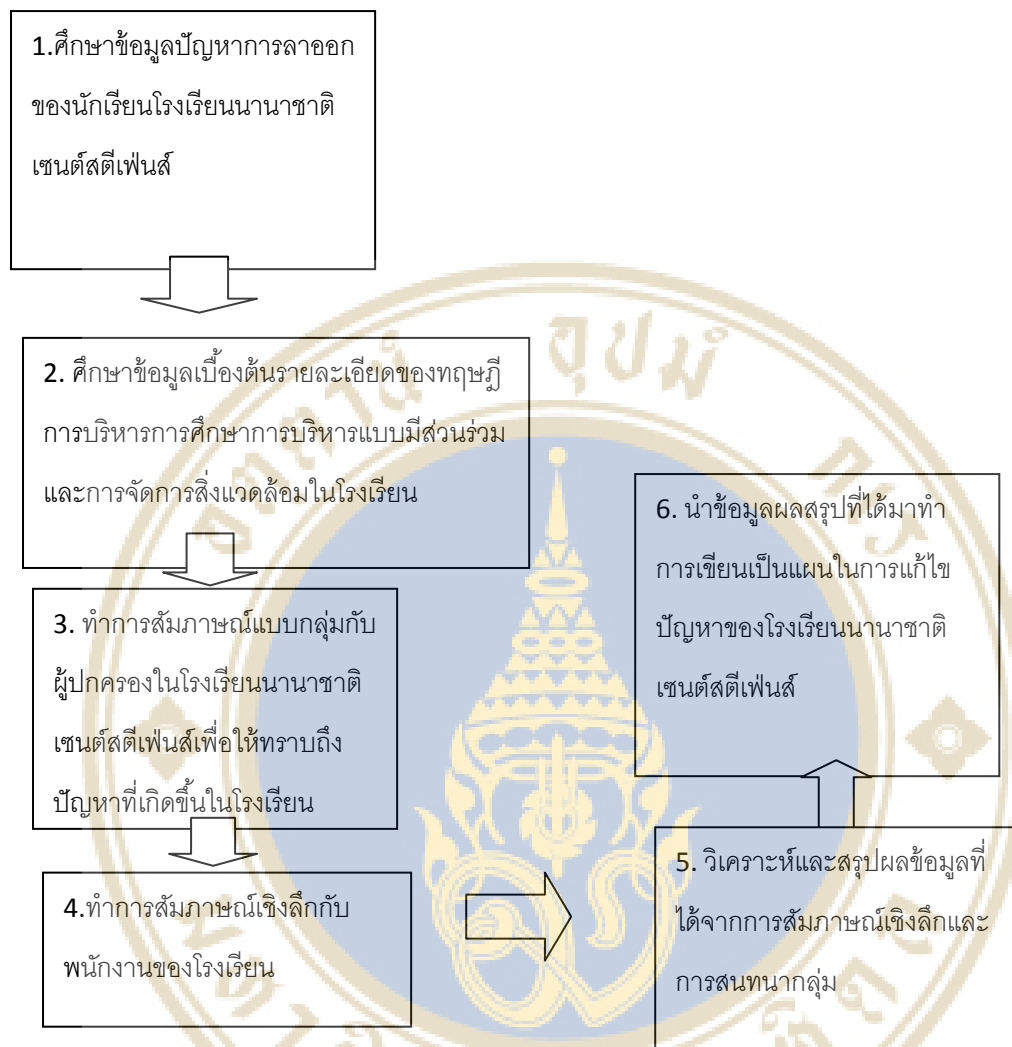 1.ศึกษาข้อมูลปัญหาการลาออก
ของนักเรียนโรงเรียนนานาชาติ
เซนต์สตีเฟ่นส์
2. ศึกษาข้อมูลเบื้องต้นรายละเอียดของทฤษฎี
การบริหารการศึกษาการบริหารแบบมีส่วนร่วม
และการจัดการสิ่งแวดล้อมในโรงเรียน
3. ทำการสัมภาษณ์แบบกลุ่มกับ
ผู้ปกครองในโรงเรียนนานาชาติ
เซนต์สตีเฟ่นส์เพื่อให้ทราบถึง
ปัญหาที่เกิดขึ้นในโรงเรียน
4.ทำการสัมภาษณ์เชิงลึกกับ
พนักงานของโรงเรียน
5. วิเคราะห์และสรุปผลข้อมูลที่
ได้จากการสัมภาษณ์เชิงลึกและ
การสนทนากลุ่ม
6. นำข้อมูลผลสรุปที่ได้มาทำ
การเขียนเป็นแผนในการแก้ไข
ปัญหาของโรงเรียนนานาชาติ
เซนต์สตีเฟ่นส์
อตฺตานํ อุปมํ กเร